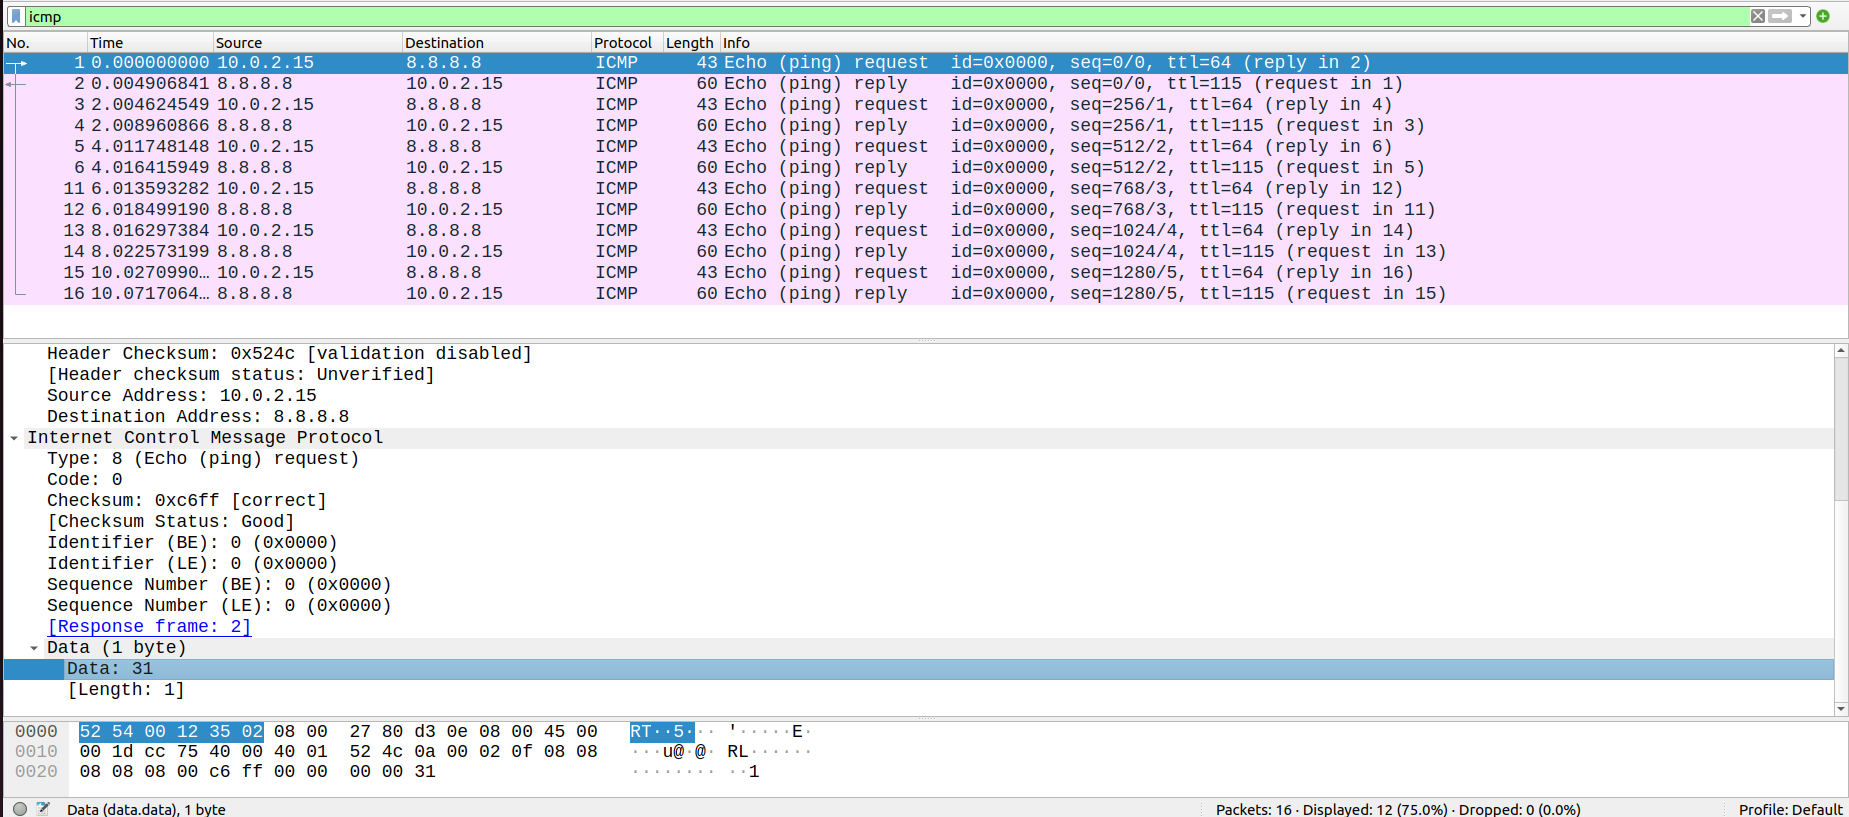 icmp
No. Time Source Destination Protocol Length Info
1 0.000000000 10.0.2.15 8.8.8.8 ICMP 43 Echo (ping) request id=0x0000, seq=0/0, ttl=64 (reply in 2)
2 0.004906841 8.8.8.8 10.0.2.15 ICMP 60 Echo (ping) reply id=0x0000, seq=0/0, ttl=115 (request in 1)
3 2.004624549 10.0.2.15 8.8.8.8 ICMP 43 Echo (ping) request id=0x0000, seq=256/1, ttl=64 (reply in 4)
4 2.008960866 8.8.8.8 10.0.2.15 ICMP 60 Echo (ping) reply id=0x0000, seq=256/1, ttl=115 (request in 3)
5 4.011748148 10.0.2.15 8.8.8.8 ICMP 43 Echo (ping) request id=0x0000, seq=512/2, ttl=64 (reply in 6)
6 4.016415949 8.8.8.8 10.0.2.15 ICMP 60 Echo (ping) reply id=0x0000, seq=512/2, ttl=115 (request in 5)
11 6.013593282 10.0.2.15 8.8.8.8 ICMP 43 Echo (ping) request id=0x0000, seq=768/3, ttl=64 (reply in 12)
12 6.018499190 8.8.8.8 10.0.2.15 ICMP 60 Echo (ping) reply id=0x0000, seq=768/3, ttl=115 (request in 11)
13 8.016297384 10.0.2.15 8.8.8.8 ICMP 43 Echo (ping) request id=0x0000, seq=1024/4, ttl=64 (reply in 14)
14 8.022573199 8.8.8.8 10.0.2.15 ICMP 60 Echo (ping) reply id=0x0000, seq=1024/4, ttl=115 (request in 13)
15 10.0270990… 10.0.2.15 8.8.8.8 ICMP 43 Echo (ping) request id=0x0000, seq=1280/5, ttl=64 (reply in 16)
16 10.0717064… 8.8.8.8 10.0.2.15 ICMP 60 Echo (ping) reply id=0x0000, seq=1280/5, ttl=115 (request in 15)
Header Checksum: 0x524c [validation disabled]
[Header checksum status: Unverified]
Source Address: 10.0.2.15
Destination Address: 8.8.8.8
Internet Control Message Protocol
Type: 8 (Echo (ping) request)
Code: 0
Checksum: 0xc6ff [correct]
[Checksum Status: Good]
Identifier (BE): 0 (0x0000)
Identifier (LE): 0 (0x0000)
Sequence Number (BE): 0 (0x0000)
Sequence Number (LE): 0 (0x0000)
[Response frame: 2]
Data (1 byte)
Data: 31
[Length: 1]
0000 52 54 00 12 35 02 08 00 27 80 d3 0e 08 00 45 00 RT··5··· '·····E·
0010 00 1d cc 75 40 00 40 01 52 4c 0a 00 02 0f 08 08 ···u@·@· RL······
0020 08 08 08 00 c6 ff 00 00 00 00 31 ········ ··1
Data (data.data), 1 byte Packets: 16 · Displayed: 12 (75.0%) · Dropped: 0 (0.0%) Profile: Default